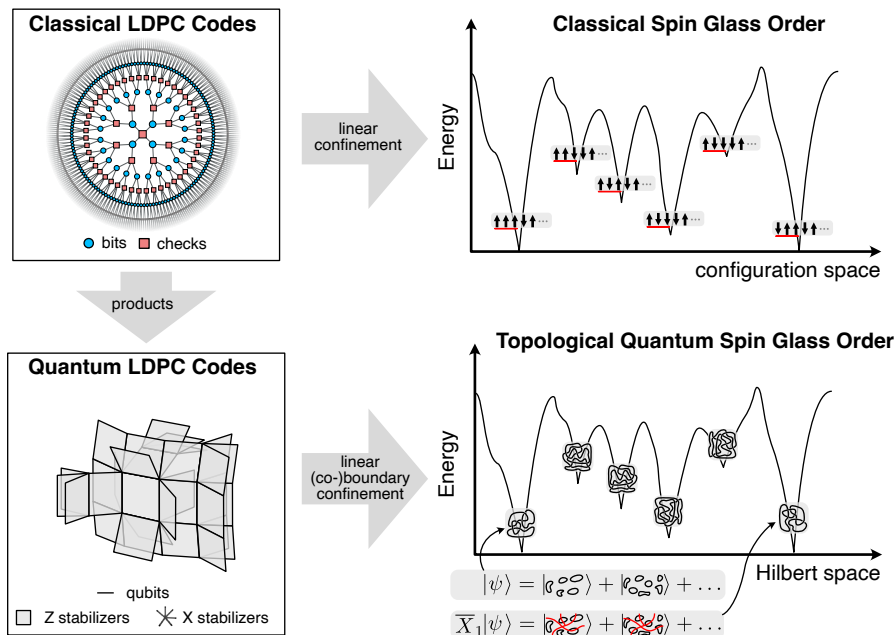 Classical LDPC Codes
bits
checks
linear
confinement
Classical Spin Glass Order
Energy
↑↑↓↓↑...
↑↓↑↓↑...
↑↓↓↓↑...
↑↑↑↓↑...
↑↓↓↓↑...
↓↑↑↓↑...
configuration space
products
Quantum LDPC Codes
qubits
Z stabilizers
X stabilizers
linear
(co-)boundary
confinement
Topological Quantum Spin Glass Order
Energy
Hilbert space
|ψ⟩ = | ⟩ + | ⟩ + ...
X̅₁|ψ⟩ = | ⟩ + | ⟩ + ...